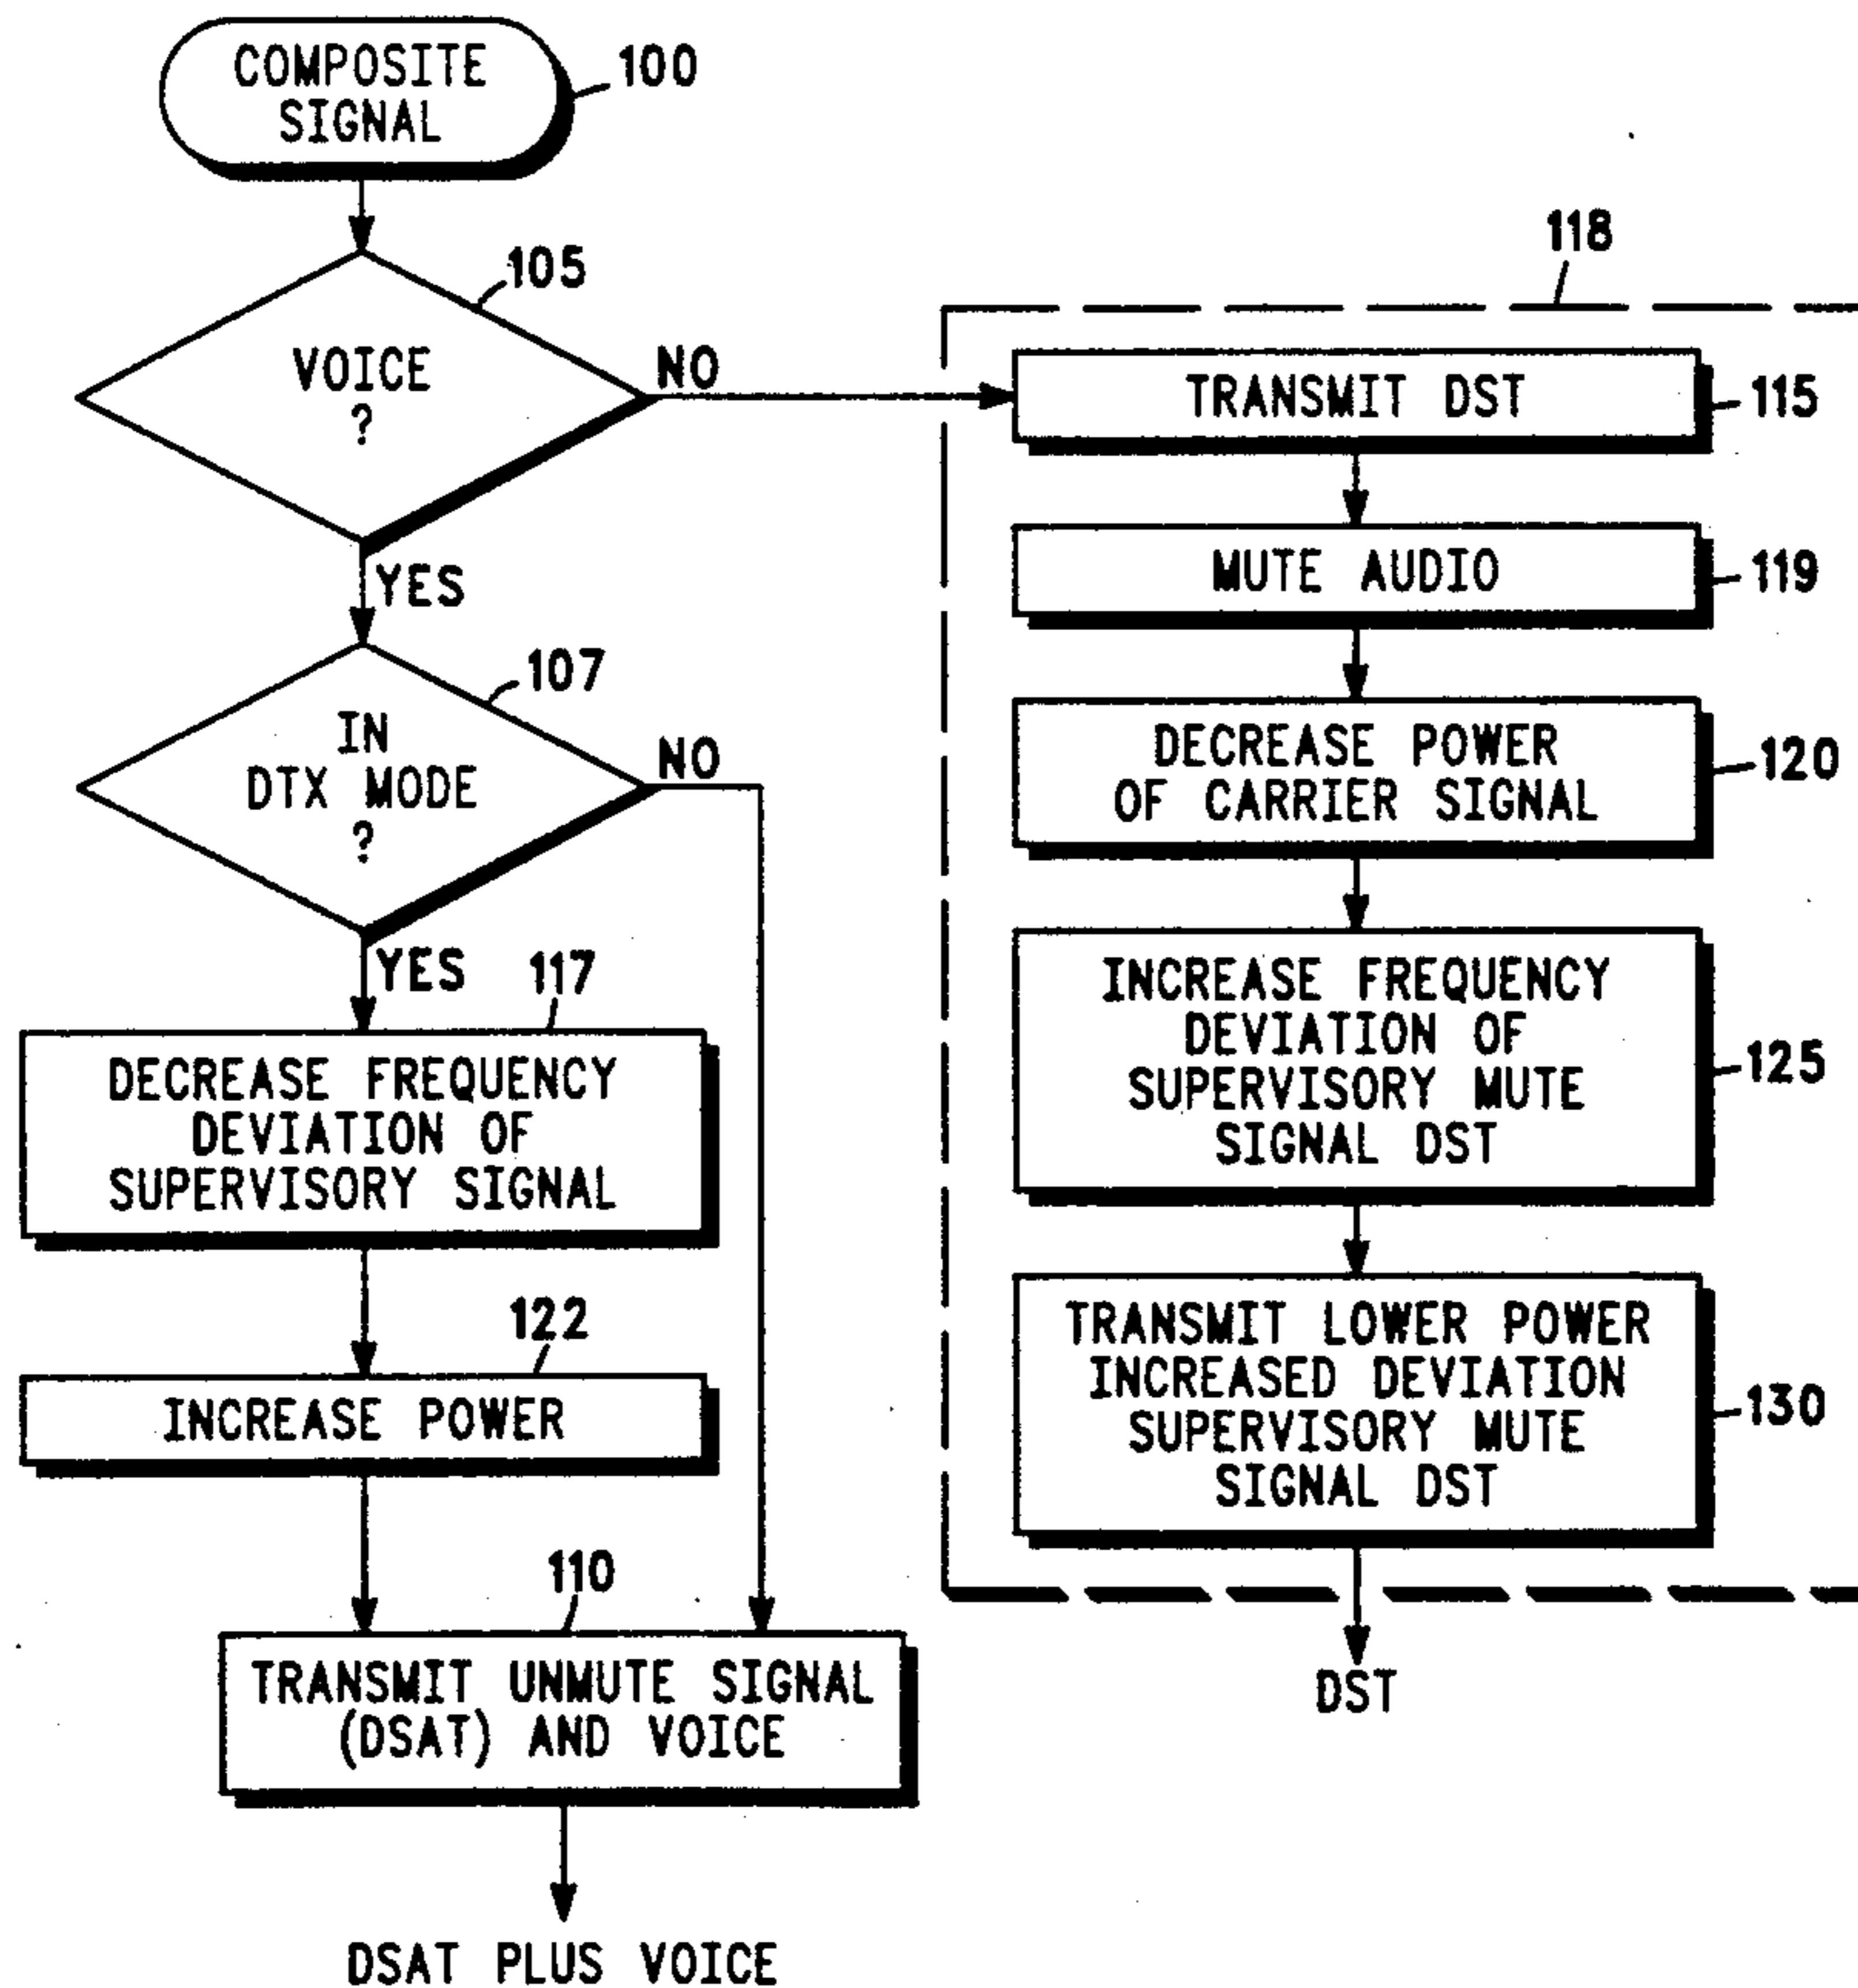 COMPOSITE
SIGNAL
100
VOICE
?
105
NO
YES
IN
DTX MODE
?
107
NO
YES
117
DECREASE FREQUENCY
DEVIATION OF
SUPERVISORY SIGNAL
122
INCREASE POWER
110
TRANSMIT UNMUTE SIGNAL
(DSAT) AND VOICE
DSAT PLUS VOICE
118
TRANSMIT DST
115
MUTE AUDIO
119
DECREASE POWER
OF CARRIER SIGNAL
120
INCREASE FREQUENCY
DEVIATION OF
SUPERVISORY MUTE
SIGNAL DST
125
TRANSMIT LOWER POWER
INCREASED DEVIATION
SUPERVISORY MUTE
SIGNAL DST
130
DST